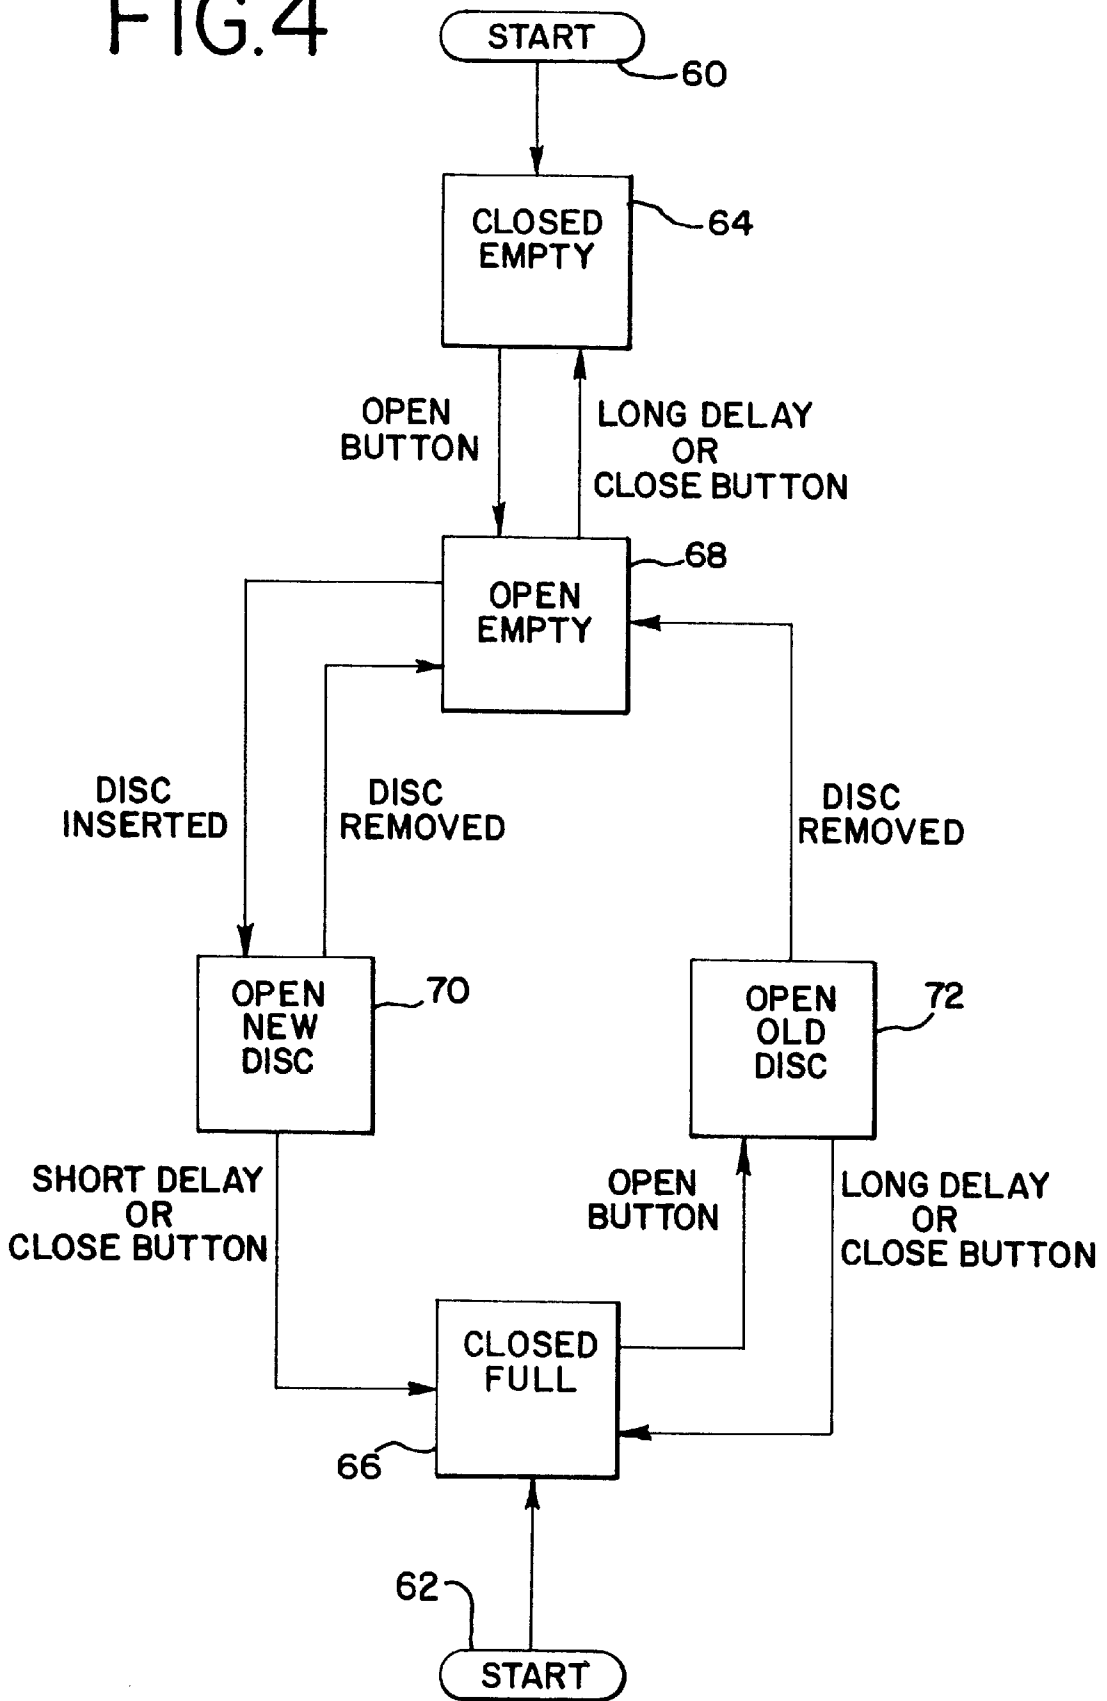 FIG.4
START
60
CLOSED
EMPTY
64
OPEN
BUTTON
LONG DELAY
OR
CLOSE BUTTON
68
OPEN
EMPTY
DISC
INSERTED
DISC
REMOVED
DISC
REMOVED
OPEN
NEW
DISC
70
OPEN
OLD
DISC
72
SHORT DELAY
OR
CLOSE BUTTON
OPEN
BUTTON
LONG DELAY
OR
CLOSE BUTTON
CLOSED
FULL
66
62
START